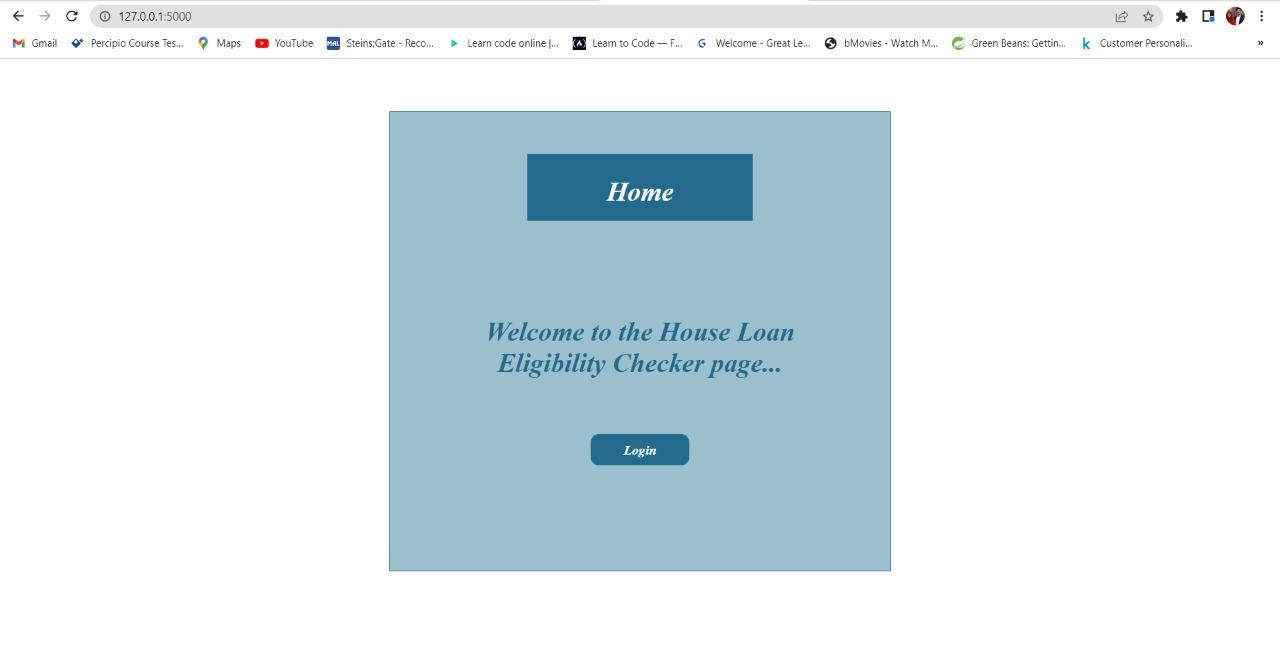 127.0.0.1:5000
Gmail Percipio Course Tes... Maps YouTube MAL Steins;Gate - Reco... Learn code online |... Learn to Code — F... G Welcome - Great Le... bMovies - Watch M... Green Beans: Gettin... k Customer Personali... »
Home
Welcome to the House Loan
Eligibility Checker page...
Login